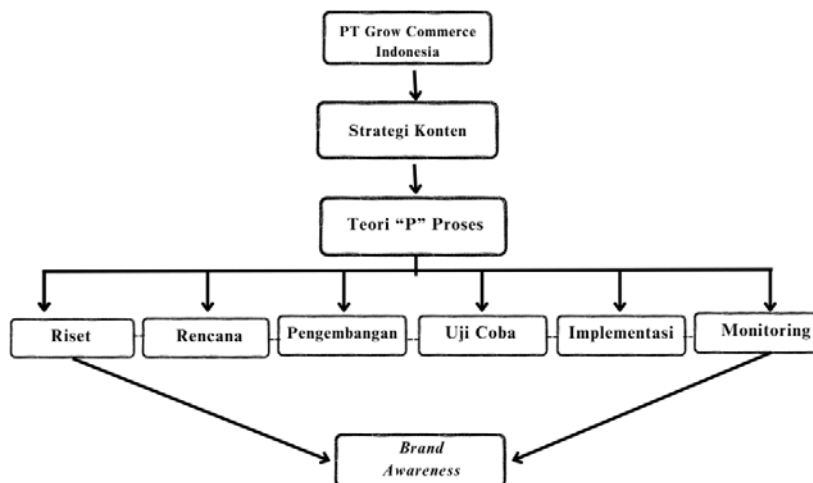 PT Grow Commerce
Indonesia
Strategi Konten
Teori “P” Proses
Riset
Rencana
Pengembangan
Uji Coba
Implementasi
Monitoring
Brand
Awareness